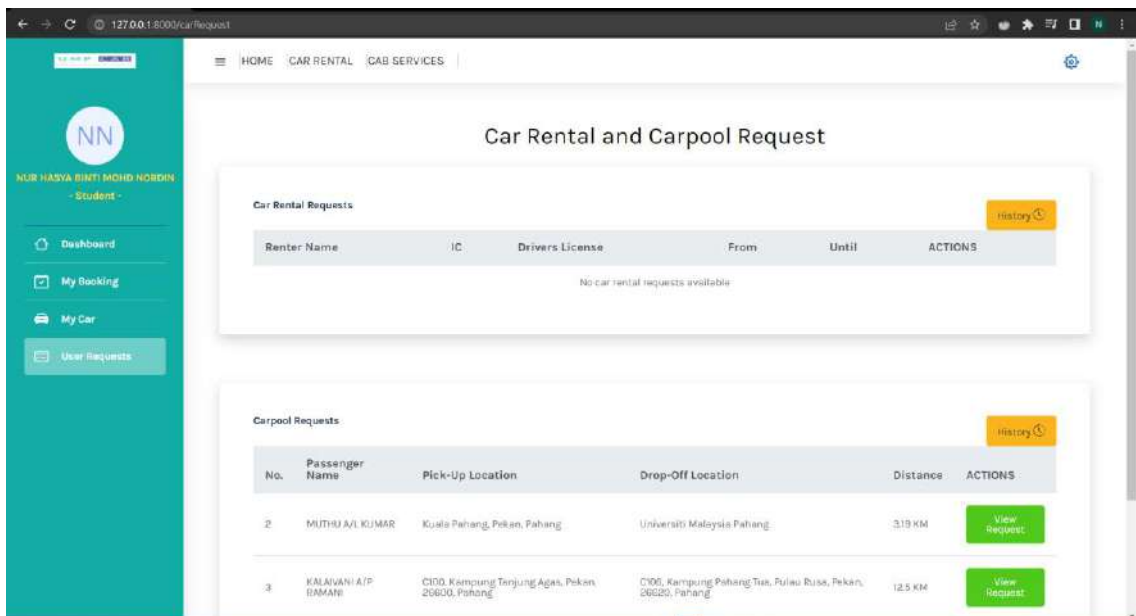 127.0.0.1:8000/carRequest
N
HOME CAR RENTAL CAB SERVICES
NN
NUR HASYA BINTI MOHD NORDIN
- Student -
Dashboard
My Booking
My Car
User Requests
Car Rental and Carpool Request
Car Rental Requests
History
Renter Name IC Drivers License From Until ACTIONS
No car rental requests available
Carpool Requests
History
No. Passenger Name Pick-Up Location Drop-Off Location Distance ACTIONS
2 MUTHU A/L KUMAR Kuala Pahang, Pekan, Pahang Universiti Malaysia Pahang 3.19 KM View Request
3 KALAIVANI A/P RAMANI C100, Kampung Tanjung Agas, Pekan, 26600, Pahang C106, Kampung Pahang Tua, Pulau Rusa, Pekan, 26620, Pahang 12.5 KM View Request